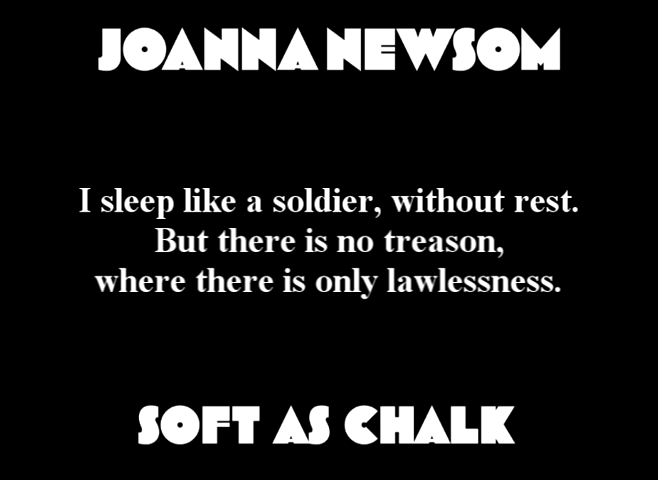 JOANNA NEWSOM
I sleep like a soldier, without rest.
But there is no treason,
where there is only lawlessness.
SOFT AS CHALK